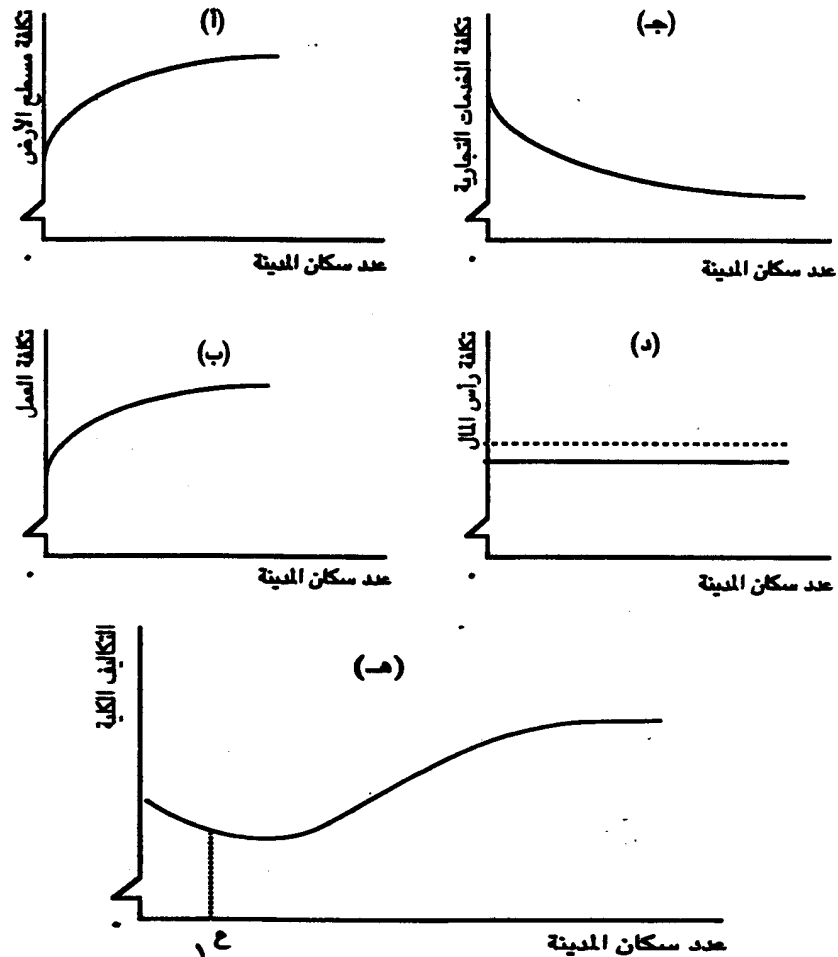 (أ)
تكلفة مسطح الأرض
عدد سكان المدينة
(جـ)
تكلفة الخدمات التجارية
عدد سكان المدينة
(ب)
تكلفة العمل
عدد سكان المدينة
(د)
تكلفة رأس المال
عدد سكان المدينة
(هـ)
التكاليف الكلية
ع١
عدد سكان المدينة